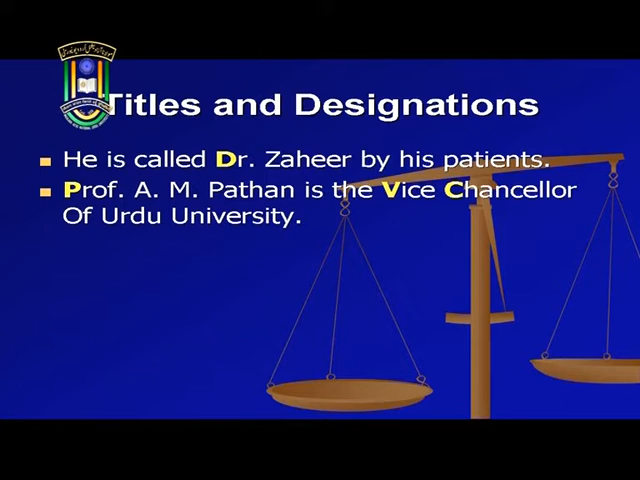 Titles and Designations
He is called Dr. Zaheer by his patients.
Prof. A. M. Pathan is the Vice Chancellor
Of Urdu University.